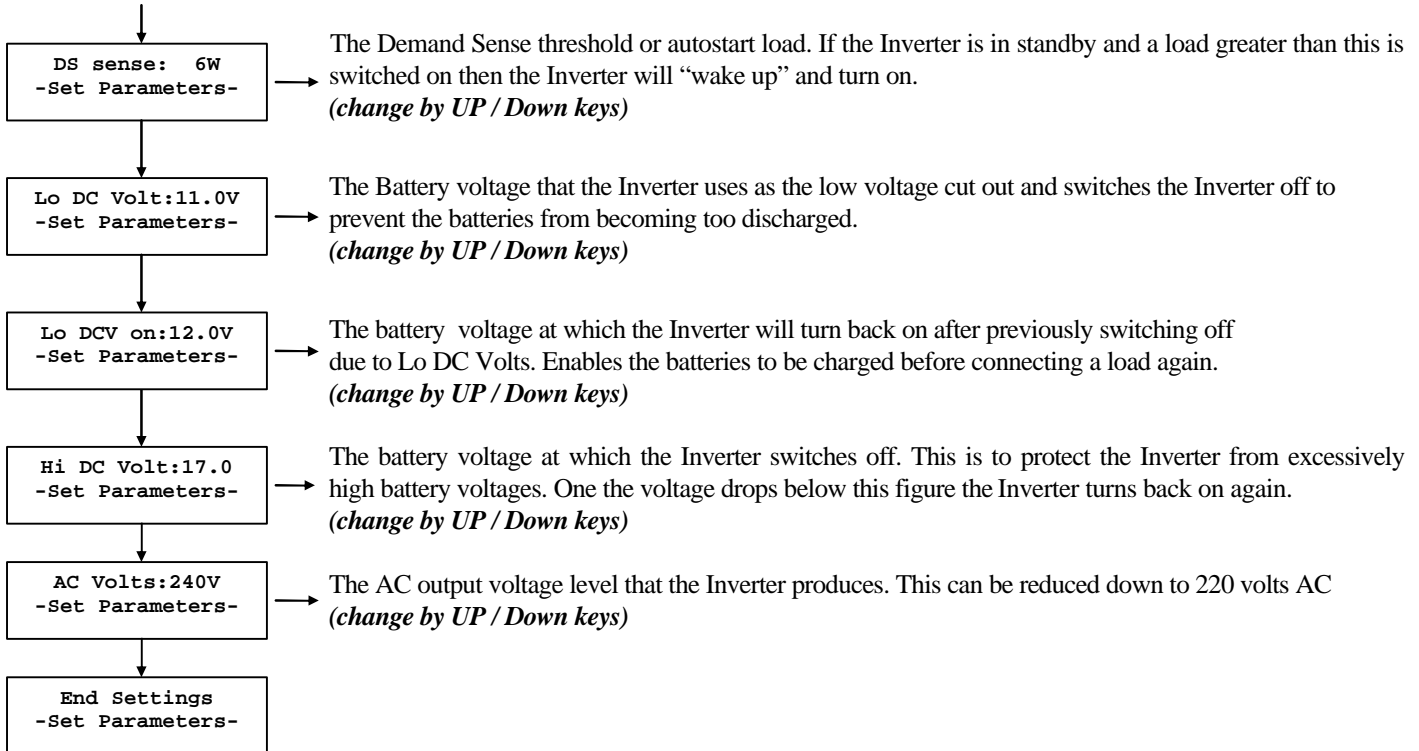 DS sense: 6W
-Set Parameters-
The Demand Sense threshold or autostart load. If the Inverter is in standby and a load greater than this is
switched on then the Inverter will “wake up” and turn on.
(change by UP / Down keys)
Lo DC Volt:11.0V
-Set Parameters-
The Battery voltage that the Inverter uses as the low voltage cut out and switches the Inverter off to
prevent the batteries from becoming too discharged.
(change by UP / Down keys)
Lo DCV on:12.0V
-Set Parameters-
The battery voltage at which the Inverter will turn back on after previously switching off
due to Lo DC Volts. Enables the batteries to be charged before connecting a load again.
(change by UP / Down keys)
Hi DC Volt:17.0
-Set Parameters-
The battery voltage at which the Inverter switches off. This is to protect the Inverter from excessively
high battery voltages. One the voltage drops below this figure the Inverter turns back on again.
(change by UP / Down keys)
AC Volts:240V
-Set Parameters-
The AC output voltage level that the Inverter produces. This can be reduced down to 220 volts AC
(change by UP / Down keys)
End Settings
-Set Parameters-